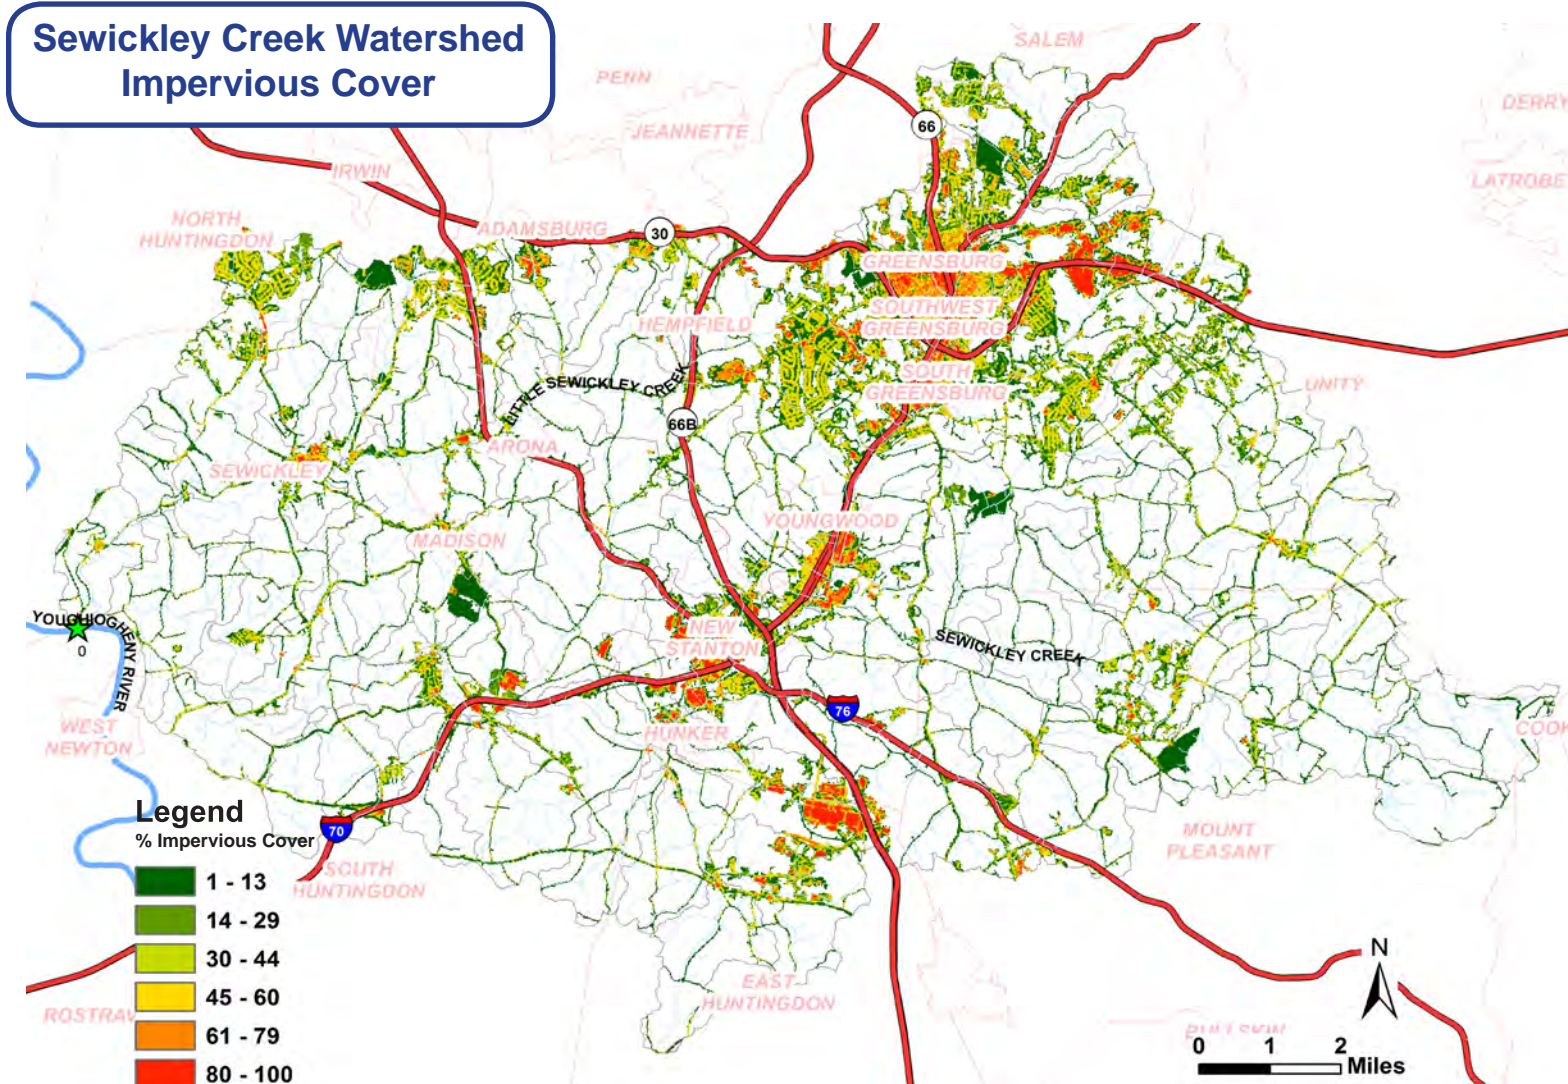 Sewickley Creek Watershed
Impervious Cover
SALEM
PENN
DERRY
66
JEANNETTE
IRWIN
LATROBE
NORTH
HUNTINGDON
ADAMSBURG
30
GREENSBURG
SOUTHWEST
GREENSBURG
HEMPFIELD
SOUTH
GREENSBURG
UNITY
LITTLE SEWICKLEY CREEK
66B
ARONA
SEWICKLEY
YOUNGWOOD
MADISON
YOUGHIOGHENY RIVER
0
NEW
STANTON
SEWICKLEY CREEK
76
WEST
NEWTON
HUNKER
COOK
Legend
% Impervious Cover
70
MOUNT
PLEASANT
SOUTH
HUNTINGDON
1 - 13
14 - 29
30 - 44
45 - 60
61 - 79
80 - 100
EAST
HUNTINGDON
N
ROSTRAV
BULLSKIN
0 1 2
Miles